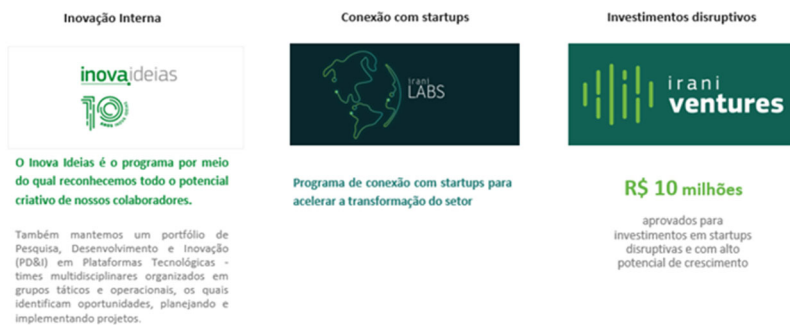 Inovação Interna
inovaideias
10
O Inova Ideias é o programa por meio
do qual reconhecemos todo o potencial
criativo de nossos colaboradores.
Também mantemos um portfólio de
Pesquisa, Desenvolvimento e Inovação
(PD&I) em Plataformas Tecnológicas -
times multidisciplinares organizados em
grupos táticos e operacionais, os quais
identificam oportunidades, planejando e
implementando projetos.
Conexão com startups
irani
LABS
Programa de conexão com startups para
acelerar a transformação do setor
Investimentos disruptivos
irani
ventures
R$ 10 milhões
aprovados para
investimentos em startups
disruptivas e com alto
potencial de crescimento